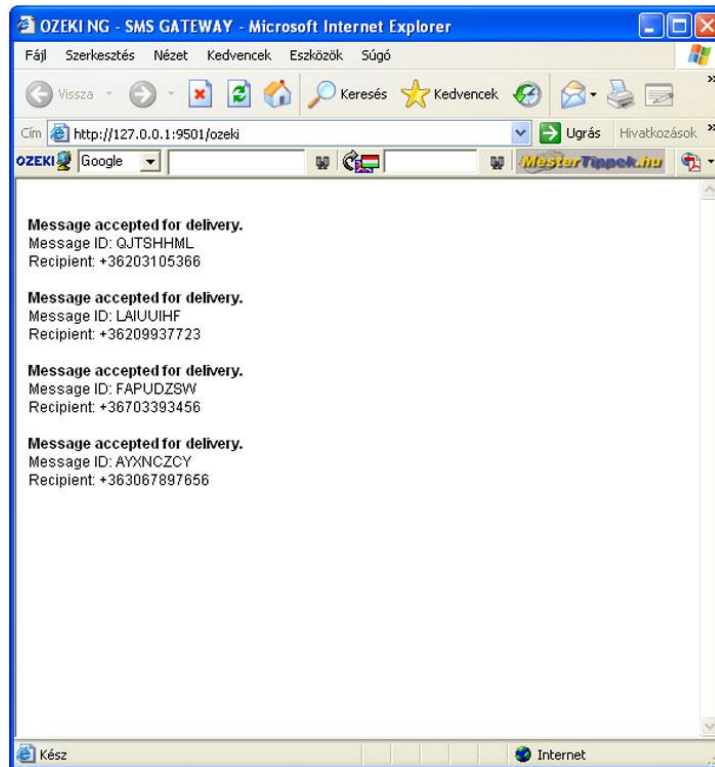 OZEKI NG - SMS GATEWAY - Microsoft Internet Explorer
Fájl Szerkesztés Nézet Kedvencek Eszközök Súgó
Vissza Keresés Kedvencek
Cím http://127.0.0.1:9501/ozeki Ugrás Hivatkozások
OZEKI Google MesterTippek.hu
Message accepted for delivery.
Message ID: QJTSHHML
Recipient: +36203105366
Message accepted for delivery.
Message ID: LAIUUIHF
Recipient: +36209937723
Message accepted for delivery.
Message ID: FAPUDZSW
Recipient: +36703393456
Message accepted for delivery.
Message ID: AYXNCZCY
Recipient: +363067897656
Kész Internet